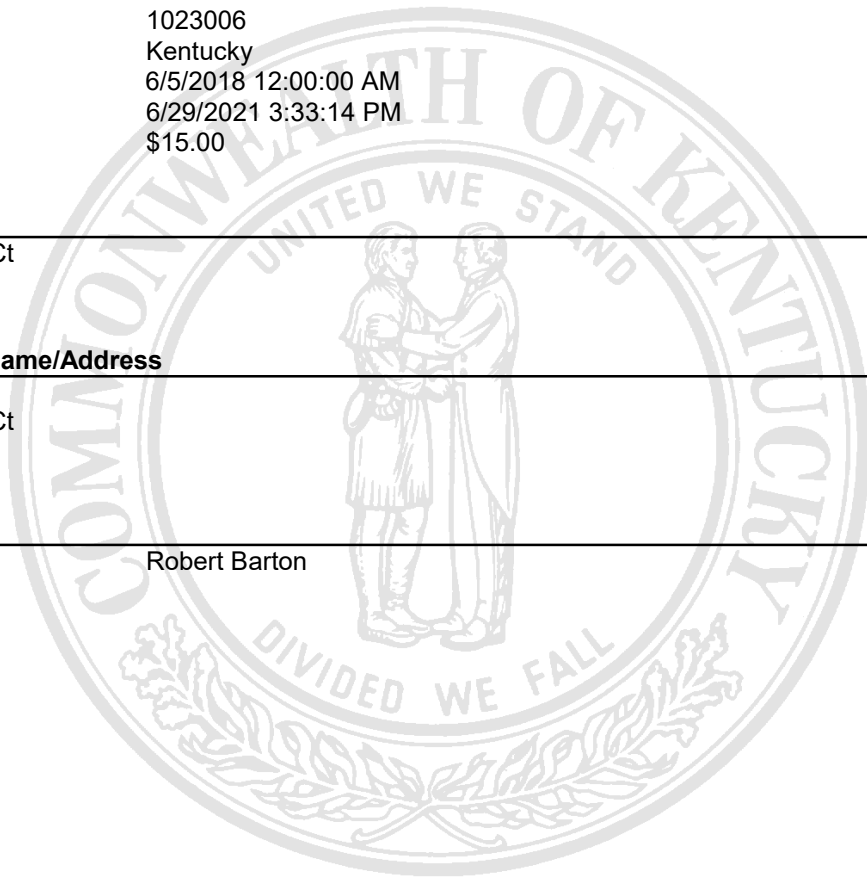 1023006
Kentucky
6/5/2018 12:00:00 AM
6/29/2021 3:33:14 PM
$15.00
Ct
ame/Address
Ct
Robert Barton
COMMONWEALTH OF KENTUCKY
UNITED WE STAND
DIVIDED WE FALL